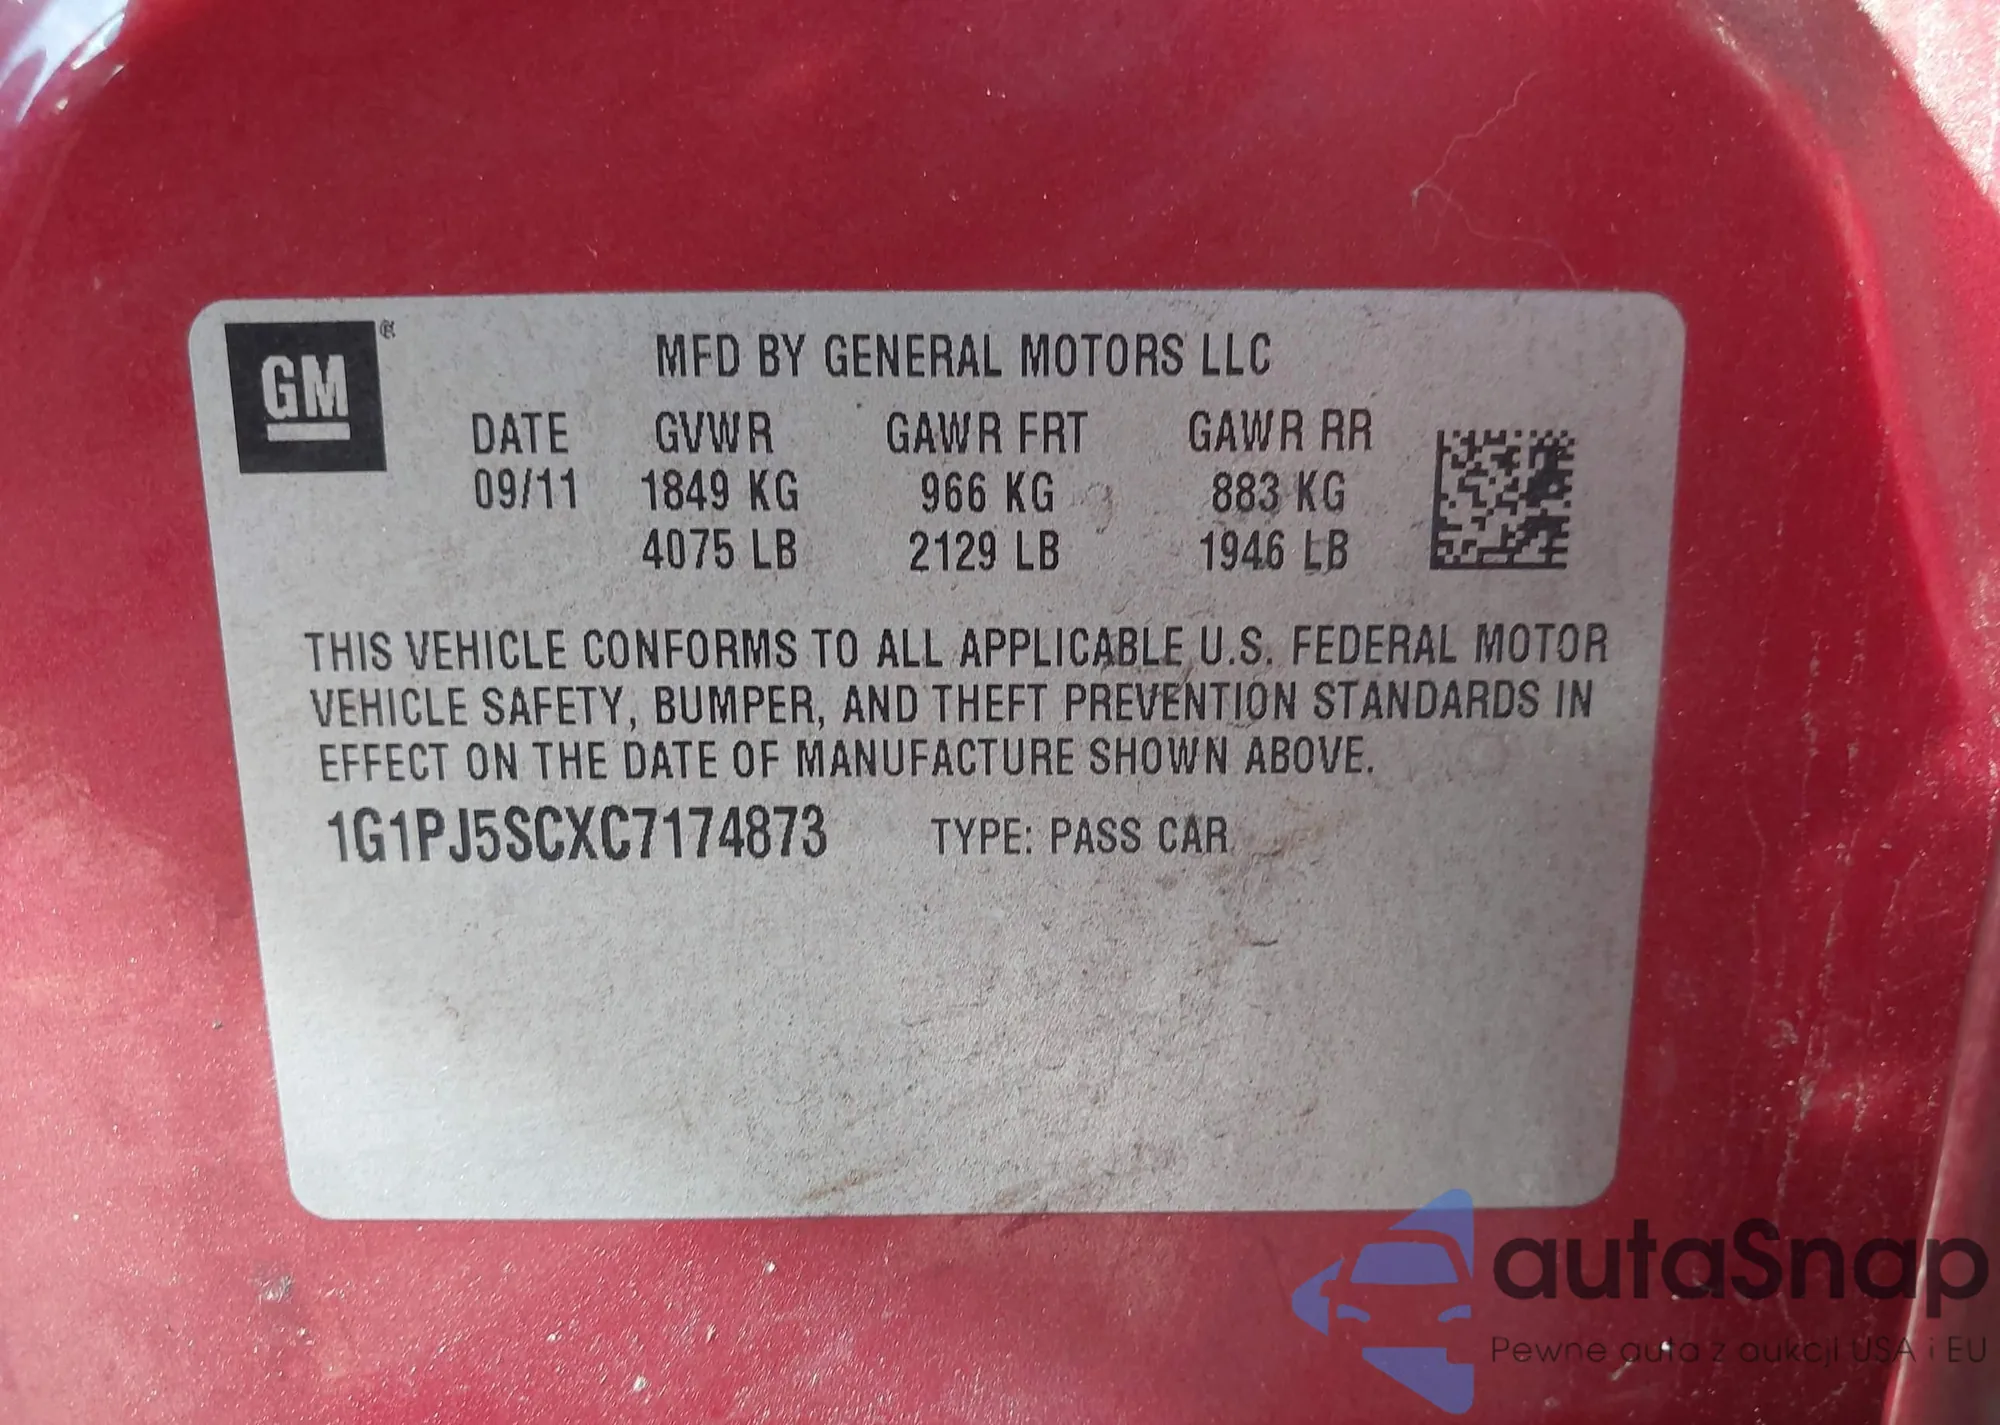 GM®
MFD BY GENERAL MOTORS LLC
DATE GVWR GAWR FRT GAWR RR
09/11 1849 KG 966 KG 883 KG
4075 LB 2129 LB 1946 LB
THIS VEHICLE CONFORMS TO ALL APPLICABLE U.S. FEDERAL MOTOR
VEHICLE SAFETY, BUMPER, AND THEFT PREVENTION STANDARDS IN
EFFECT ON THE DATE OF MANUFACTURE SHOWN ABOVE.
1G1PJ5SCXC7174873 TYPE: PASS CAR
autaSnap
Pewne auta z aukcji USA i EU